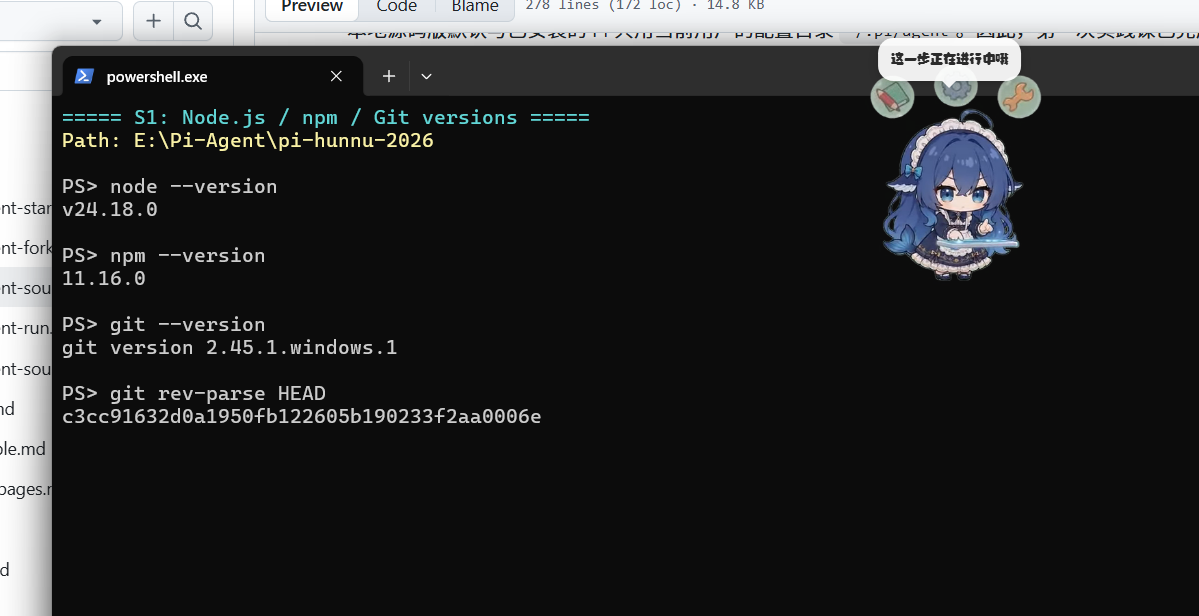 Preview Code Blame 278 lines (172 loc) · 14.8 KB
这一步正在进行中哦
powershell.exe
===== S1: Node.js / npm / Git versions =====
Path: E:\Pi-Agent\pi-hunnu-2026
PS> node --version
v24.18.0
PS> npm --version
11.16.0
PS> git --version
git version 2.45.1.windows.1
PS> git rev-parse HEAD
c3cc91632d0a1950fb122605b190233f2aa0006e
nt-star
nt-fork
nt-sou
nt-run.
nt-sou
nd
ple.md
pages.r
d